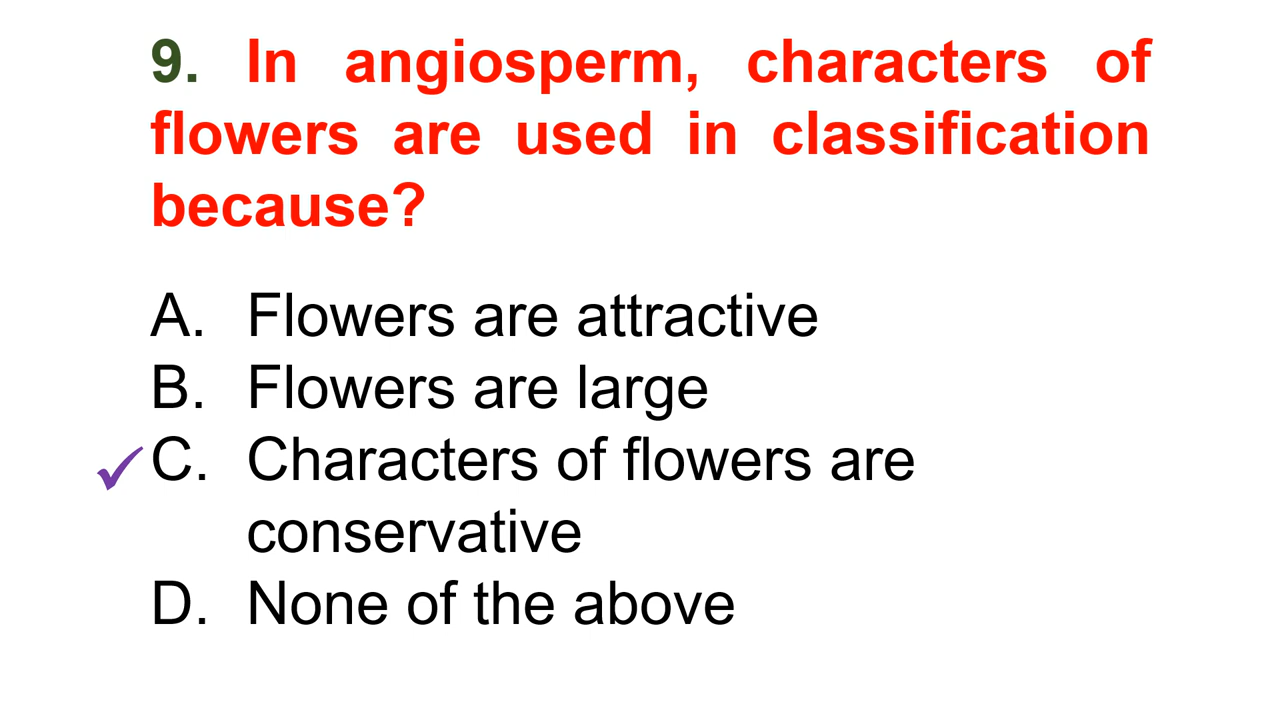 9. In angiosperm, characters of
flowers are used in classification
because?
A. Flowers are attractive
B. Flowers are large
C. Characters of flowers are
conservative
D. None of the above